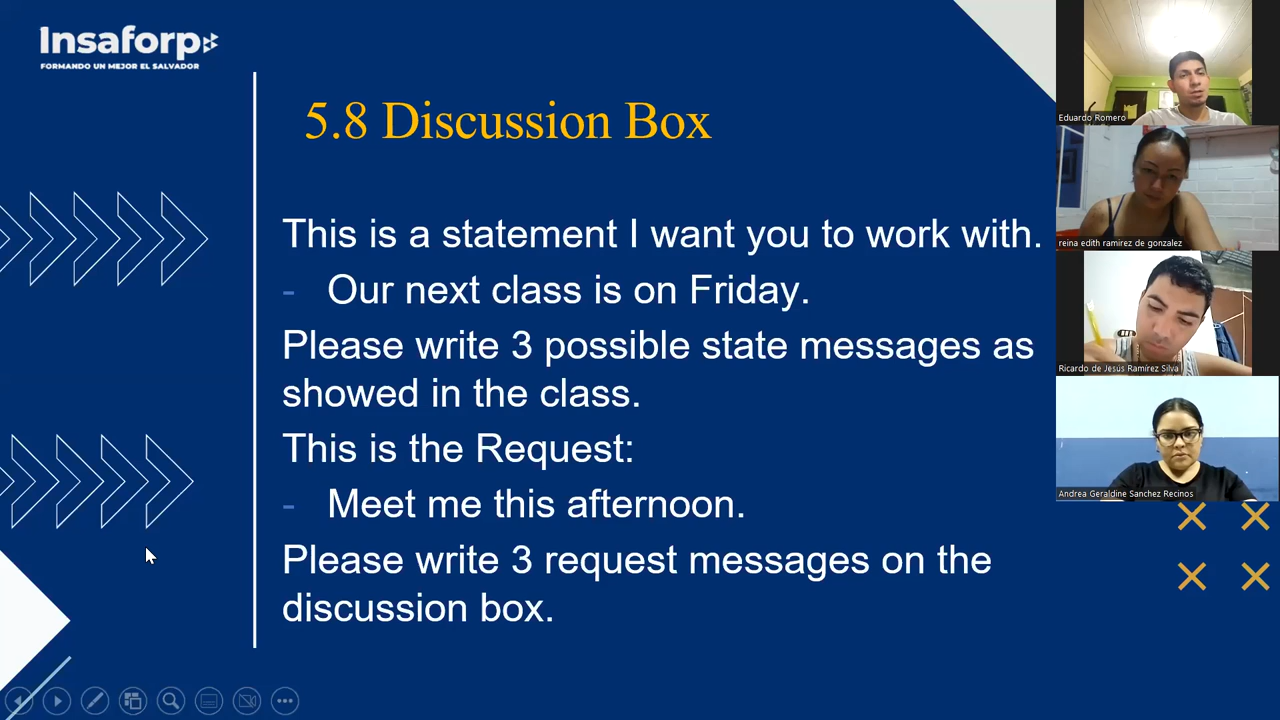 Insaforp
FORMANDO UN MEJOR EL SALVADOR
5.8 Discussion Box
This is a statement I want you to work with.
- Our next class is on Friday.
Please write 3 possible state messages as
showed in the class.
This is the Request:
- Meet me this afternoon.
Please write 3 request messages on the
discussion box.
Eduardo Romero
reina edith ramirez de gonzalez
Ricardo de Jesús Ramírez Silva
Andrea Geraldine Sanchez Recinos